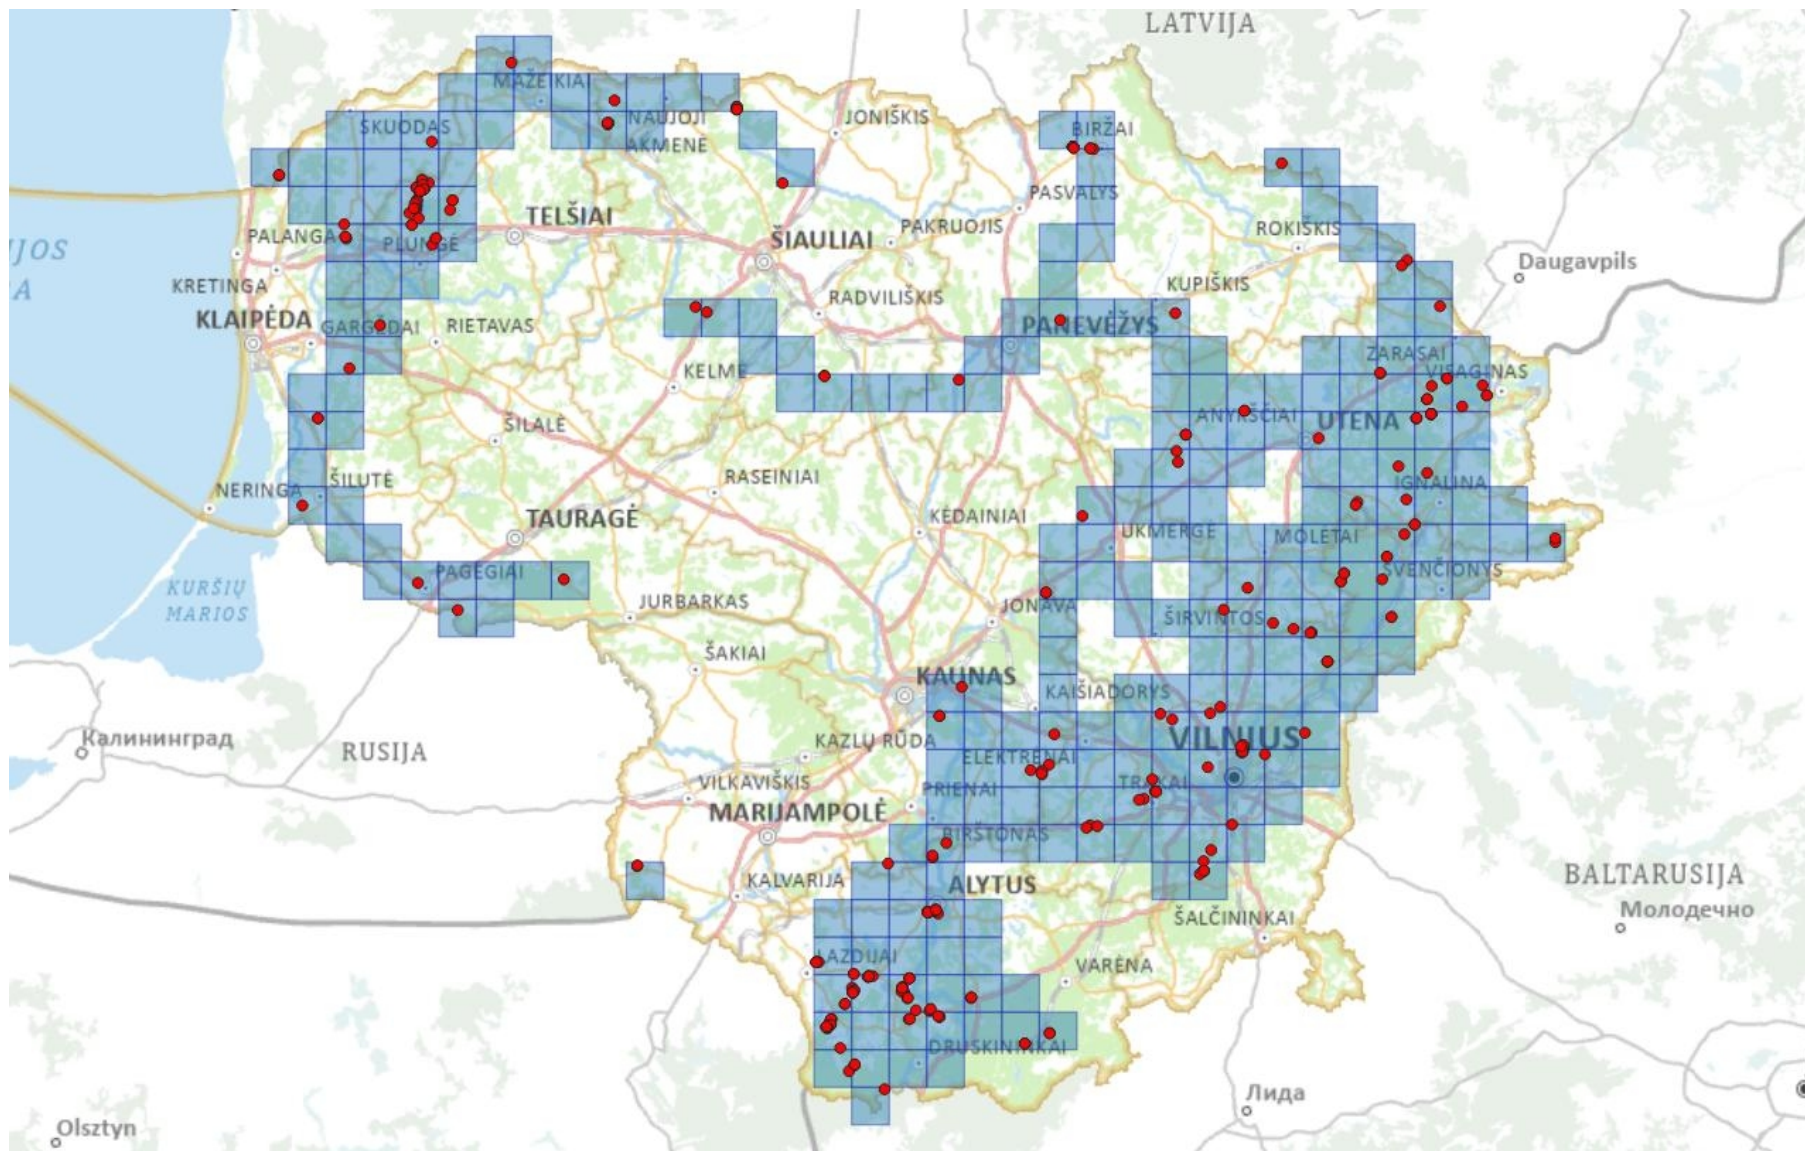 LATVIJA
MAŽEIKIAI
SKUODAS
NAUJOJI
AKMENĖ
JONIŠKIS
BIRŽAI
PASVALYS
TELŠIAI
ŠIAULIAI
PAKRUOJIS
ROKIŠKIS
PALANGA
PLUNGĖ
JOS
A
Daugavpils
KRETINGA
RADVILIŠKIS
KUPIŠKIS
KLAIPĖDA
GARGŽDAI
RIETAVAS
PANEVĖŽYS
ZARASAI
VISAGINAS
KELMĖ
ANYKŠČIAI
UTENA
ŠILALĖ
RASEINIAI
ŠILUTĖ
NERINGA
IGNALINA
TAURAGĖ
KĖDAINIAI
UKMERGĖ
MOLĖTAI
PAGĖGIAI
ŠVENČIONYS
KURŠIŲ
MARIOS
JURBARKAS
JONAVA
ŠIRVINTOS
ŠAKIAI
KAUNAS
KAIŠIADORYS
Калининград
RUSIJA
KAZLŲ RŪDA
VILNIUS
ELEKTRĖNAI
VILKAVIŠKIS
PRIENAI
TRAKAI
MARIJAMPOLĖ
BIRŠTONAS
KALVARIJA
ALYTUS
BALTARUSIJA
Молодечно
ŠALČININKAI
LAZDIJAI
VARĖNA
DRUSKININKAI
Лида
Olsztyn